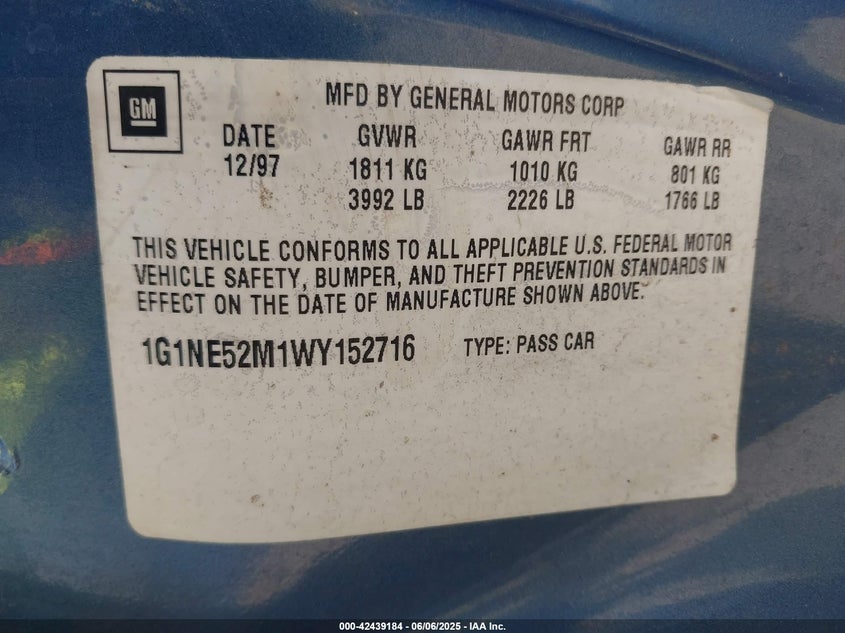 GM
MFD BY GENERAL MOTORS CORP
DATE GVWR GAWR FRT GAWR RR
12/97 1811 KG 1010 KG 801 KG
3992 LB 2226 LB 1766 LB
THIS VEHICLE CONFORMS TO ALL APPLICABLE U.S. FEDERAL MOTOR
VEHICLE SAFETY, BUMPER, AND THEFT PREVENTION STANDARDS IN
EFFECT ON THE DATE OF MANUFACTURE SHOWN ABOVE.
1G1NE52M1WY152716 TYPE: PASS CAR
000-42439184 - 06/06/2025 - IAA Inc.